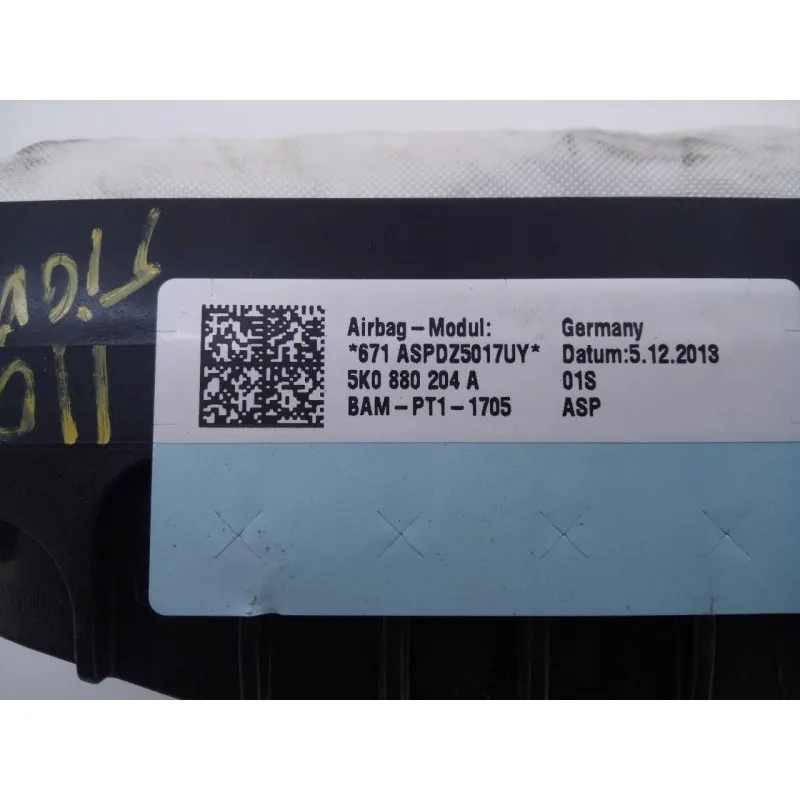 Airbag-Modul: Germany
*671 ASPDZ5017UY* Datum:5.12.2013
5K0 880 204 A 01S
BAM-PT1-1705 ASP